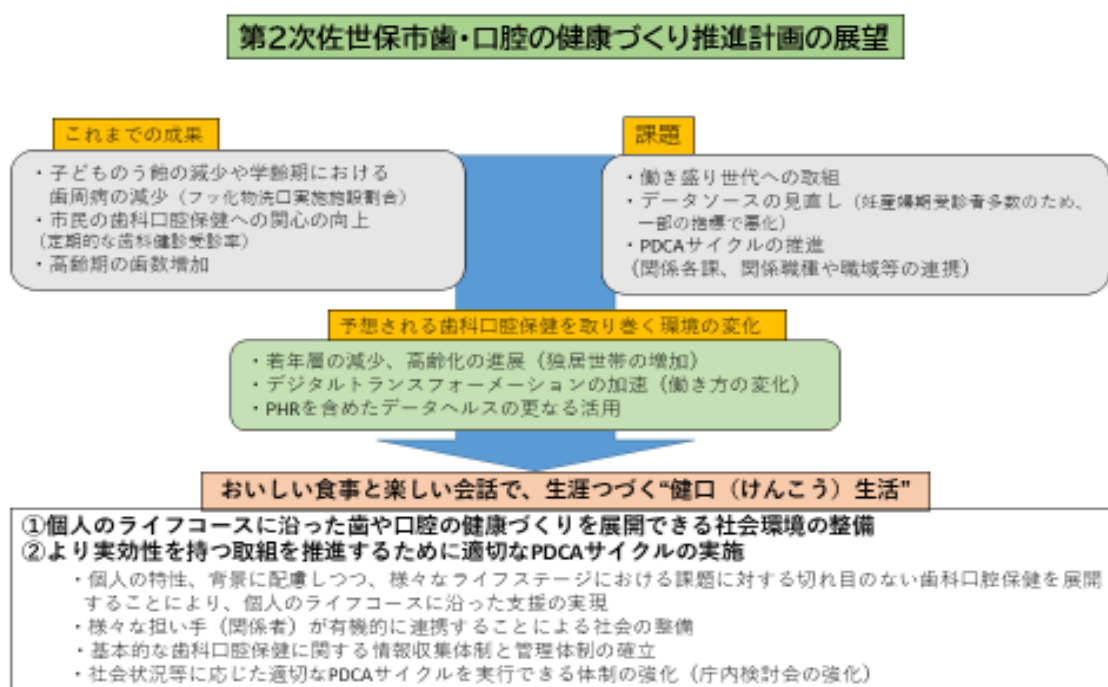 第2次佐世保市歯・口腔の健康づくり推進計画の展望
これまでの成果
・子どものう蝕の減少や学齢期における
歯周病の減少(フッ化物洗口実施施設割合)
・市民の歯科口腔保健への関心の向上
(定期的な歯科健診受診率)
・高齢期の歯数増加
課題
・働き盛り世代への取組
・データソースの見直し(妊産婦期受診者多数のため、
一部の指標で悪化)
・PDCAサイクルの推進
(関係各課、関係職種や職域等の連携)
予想される歯科口腔保健を取り巻く環境の変化
・若年層の減少、高齢化の進展(独居世帯の増加)
・デジタルトランスフォーメーションの加速(働き方の変化)
・PHRを含めたデータヘルスの更なる活用
おいしい食事と楽しい会話で、生涯つづく“健口(けんこう)生活”
①個人のライフコースに沿った歯や口腔の健康づくりを展開できる社会環境の整備
②より実効性を持つ取組を推進するために適切なPDCAサイクルの実施
・個人の特性、背景に配慮しつつ、様々なライフステージにおける課題に対する切れ目のない歯科口腔保健を展開
することにより、個人のライフコースに沿った支援の実現
・様々な担い手(関係者)が有機的に連携することによる社会の整備
・基本的な歯科口腔保健に関する情報収集体制と管理体制の確立
・社会状況等に応じた適切なPDCAサイクルを実行できる体制の強化(庁内検討会の強化)